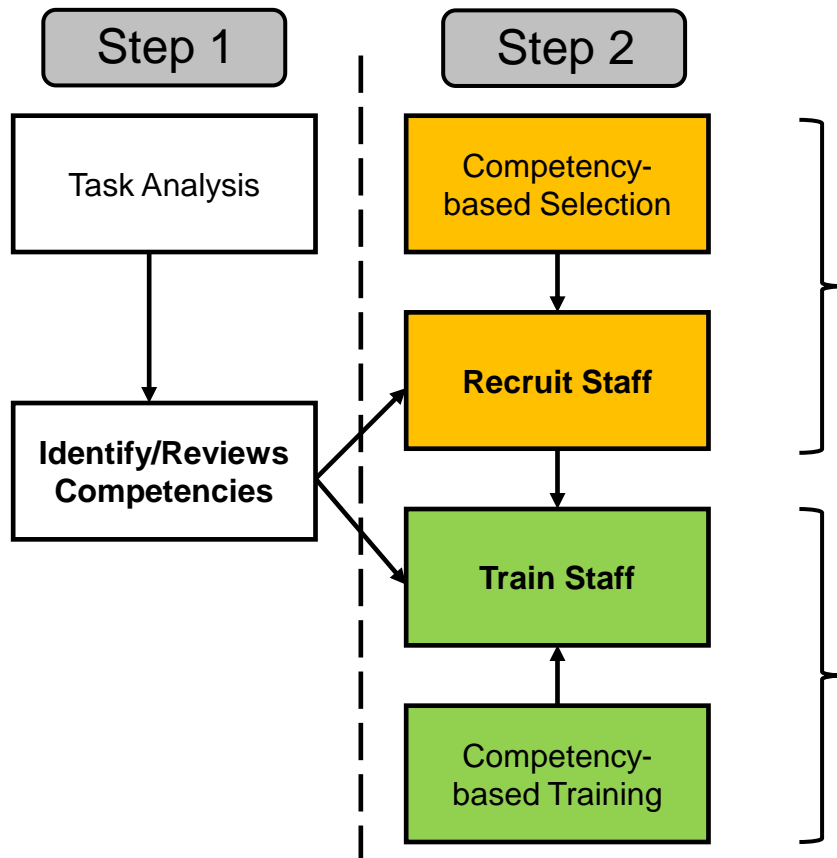 Step 1
Step 2
Task Analysis
Identify/Reviews
Competencies
Competency-
based Selection
Recruit Staff
Train Staff
Competency-
based Training